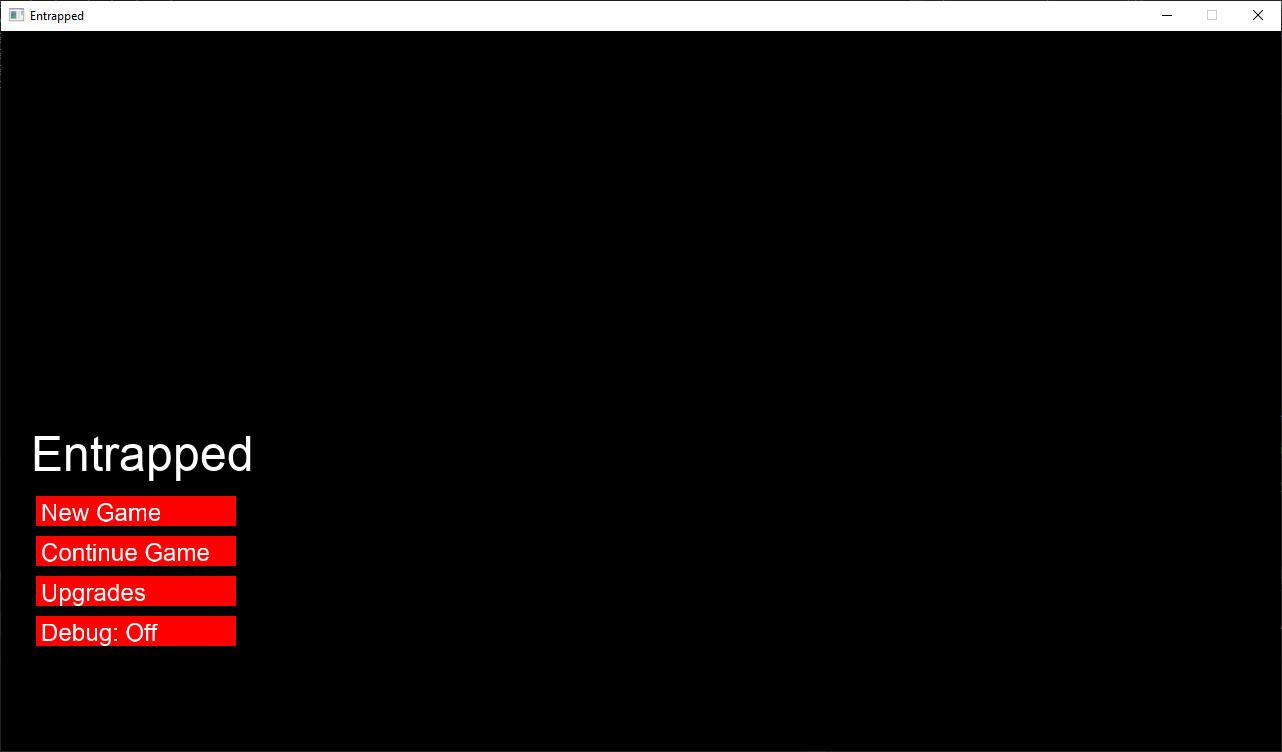 Entrapped
Entrapped
New Game
Continue Game
Upgrades
Debug: Off